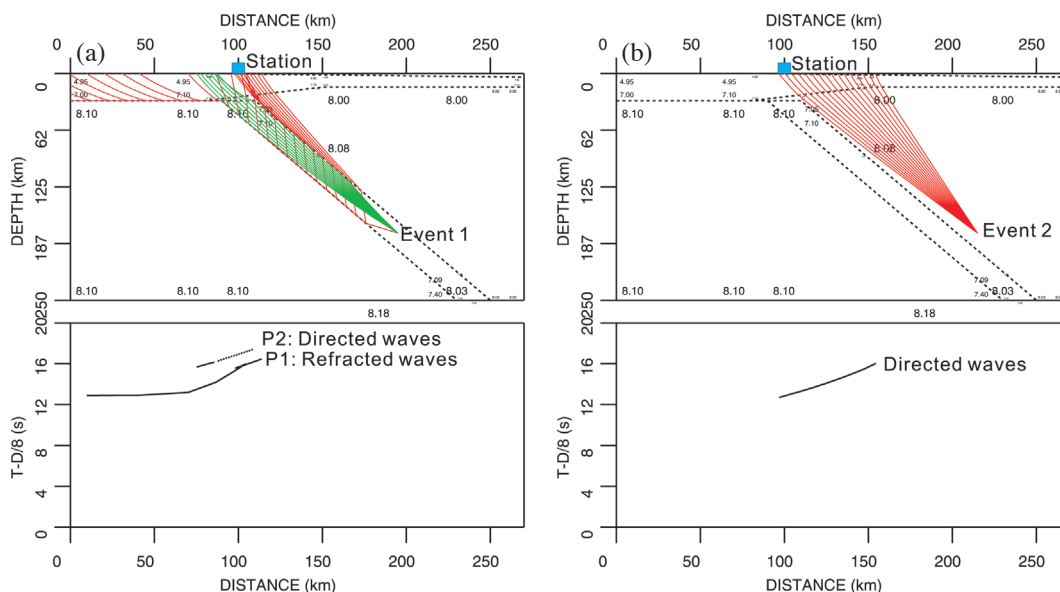 DISTANCE (km)
0 50 100 150 200 250
(a)
Station
0
62
125
187
250
DEPTH (km)
4.95 4.95
7.00 7.10
8.10 8.10 8.10
7.10
8.00 8.00
8.08
Event 1
7.09
7.40 8.03
8.10 8.10 8.10
8.18
P2: Directed waves
P1: Refracted waves
20
16
12
8
4
0
T-D/8 (s)
0 50 100 150 200 250
DISTANCE (km)
DISTANCE (km)
0 50 100 150 200 250
(b)
Station
0
62
125
187
250
DEPTH (km)
4.95 4.95
7.00 7.10
8.10 8.10 8.10
7.10
8.00 8.00
8.08
Event 2
7.09
7.40 8.03
8.10 8.10 8.10
8.18
Directed waves
20
16
12
8
4
0
T-D/8 (s)
0 50 100 150 200 250
DISTANCE (km)